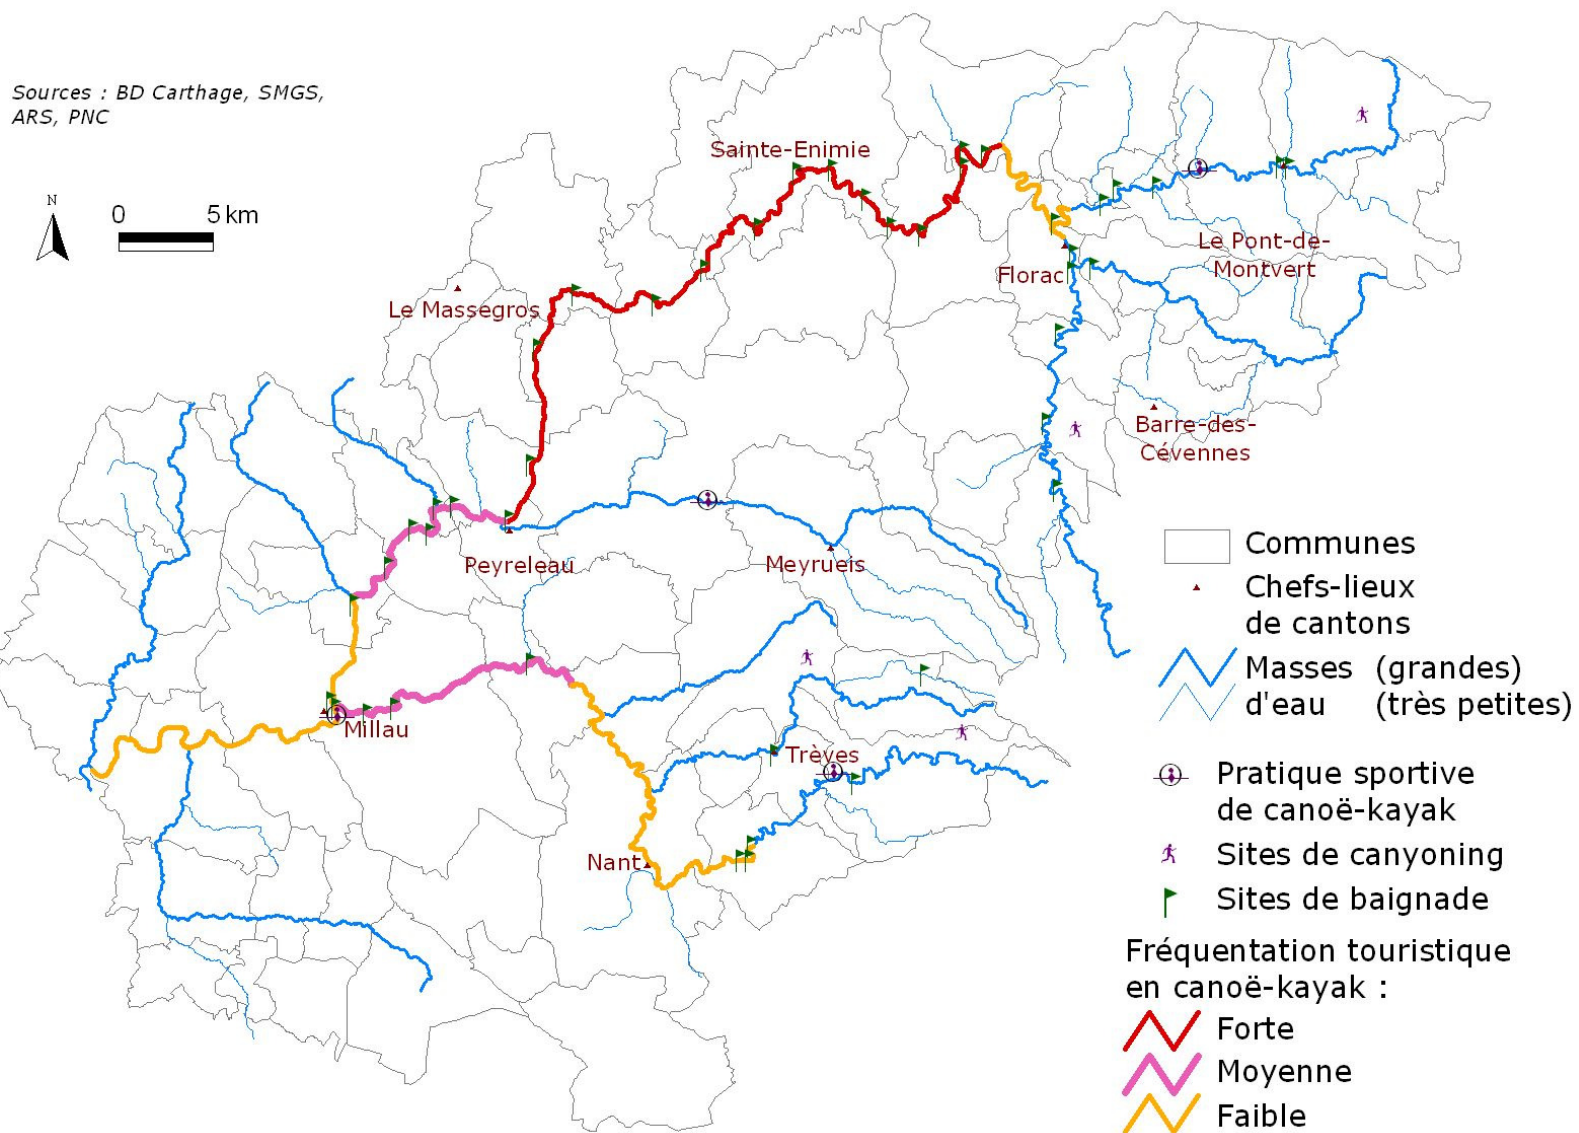 Sources : BD Carthage, SMGS,
ARS, PNC
N
0 5 km
Sainte-Enimie
Le Massegros
Florac
Le Pont-de-
Montvert
Barre-des-
Cévennes
Peyreleau
Meyrueis
Millau
Trèves
Nant
Communes
Chefs-lieux
de cantons
Masses (grandes)
d'eau (très petites)
Pratique sportive
de canoë-kayak
Sites de canyoning
Sites de baignade
Fréquentation touristique
en canoë-kayak :
Forte
Moyenne
Faible